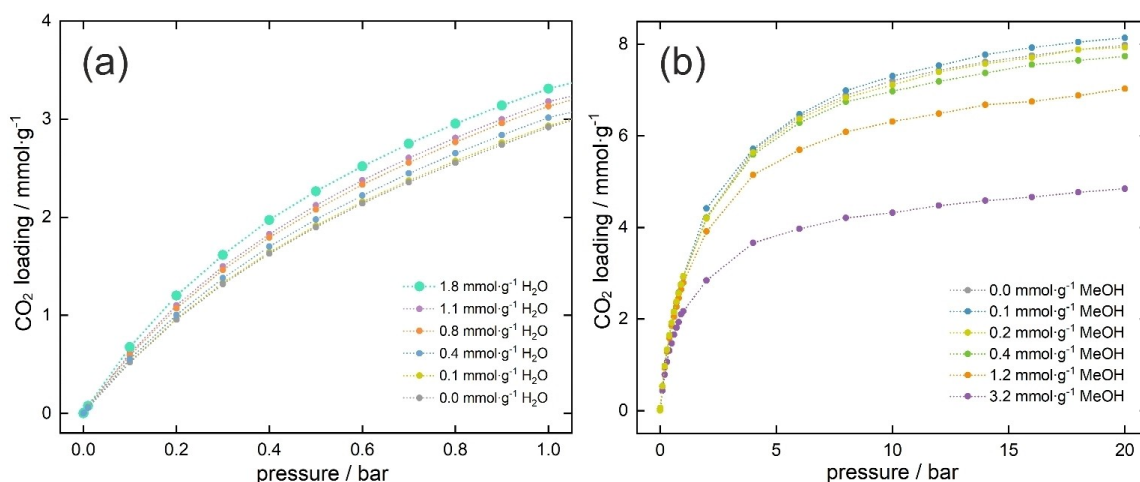 (a)
CO₂ loading / mmol·g⁻¹
4
3
2
1
0
1.8 mmol·g⁻¹ H₂O
1.1 mmol·g⁻¹ H₂O
0.8 mmol·g⁻¹ H₂O
0.4 mmol·g⁻¹ H₂O
0.1 mmol·g⁻¹ H₂O
0.0 mmol·g⁻¹ H₂O
0.0 0.2 0.4 0.6 0.8 1.0
pressure / bar
(b)
CO₂ loading / mmol·g⁻¹
8
6
4
2
0
0.0 mmol·g⁻¹ MeOH
0.1 mmol·g⁻¹ MeOH
0.2 mmol·g⁻¹ MeOH
0.4 mmol·g⁻¹ MeOH
1.2 mmol·g⁻¹ MeOH
3.2 mmol·g⁻¹ MeOH
0 5 10 15 20
pressure / bar